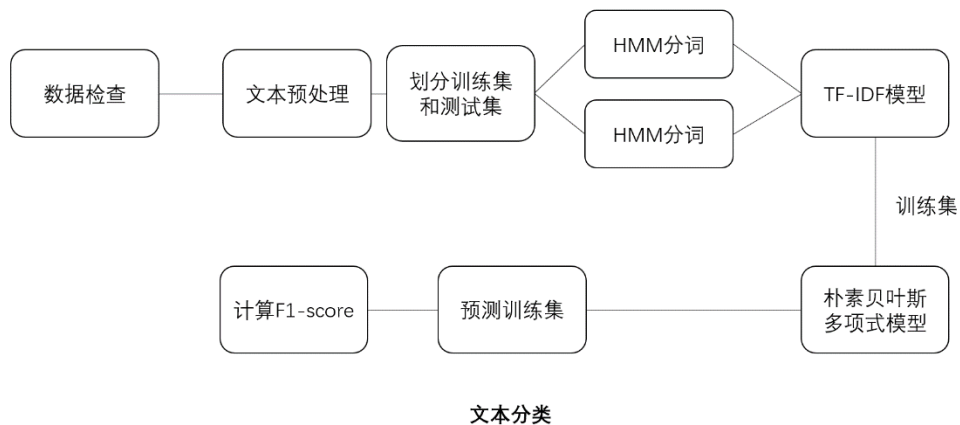 数据检查
文本预处理
划分训练集
和测试集
HMM分词
HMM分词
TF-IDF模型
训练集
朴素贝叶斯
多项式模型
预测训练集
计算F1-score
文本分类